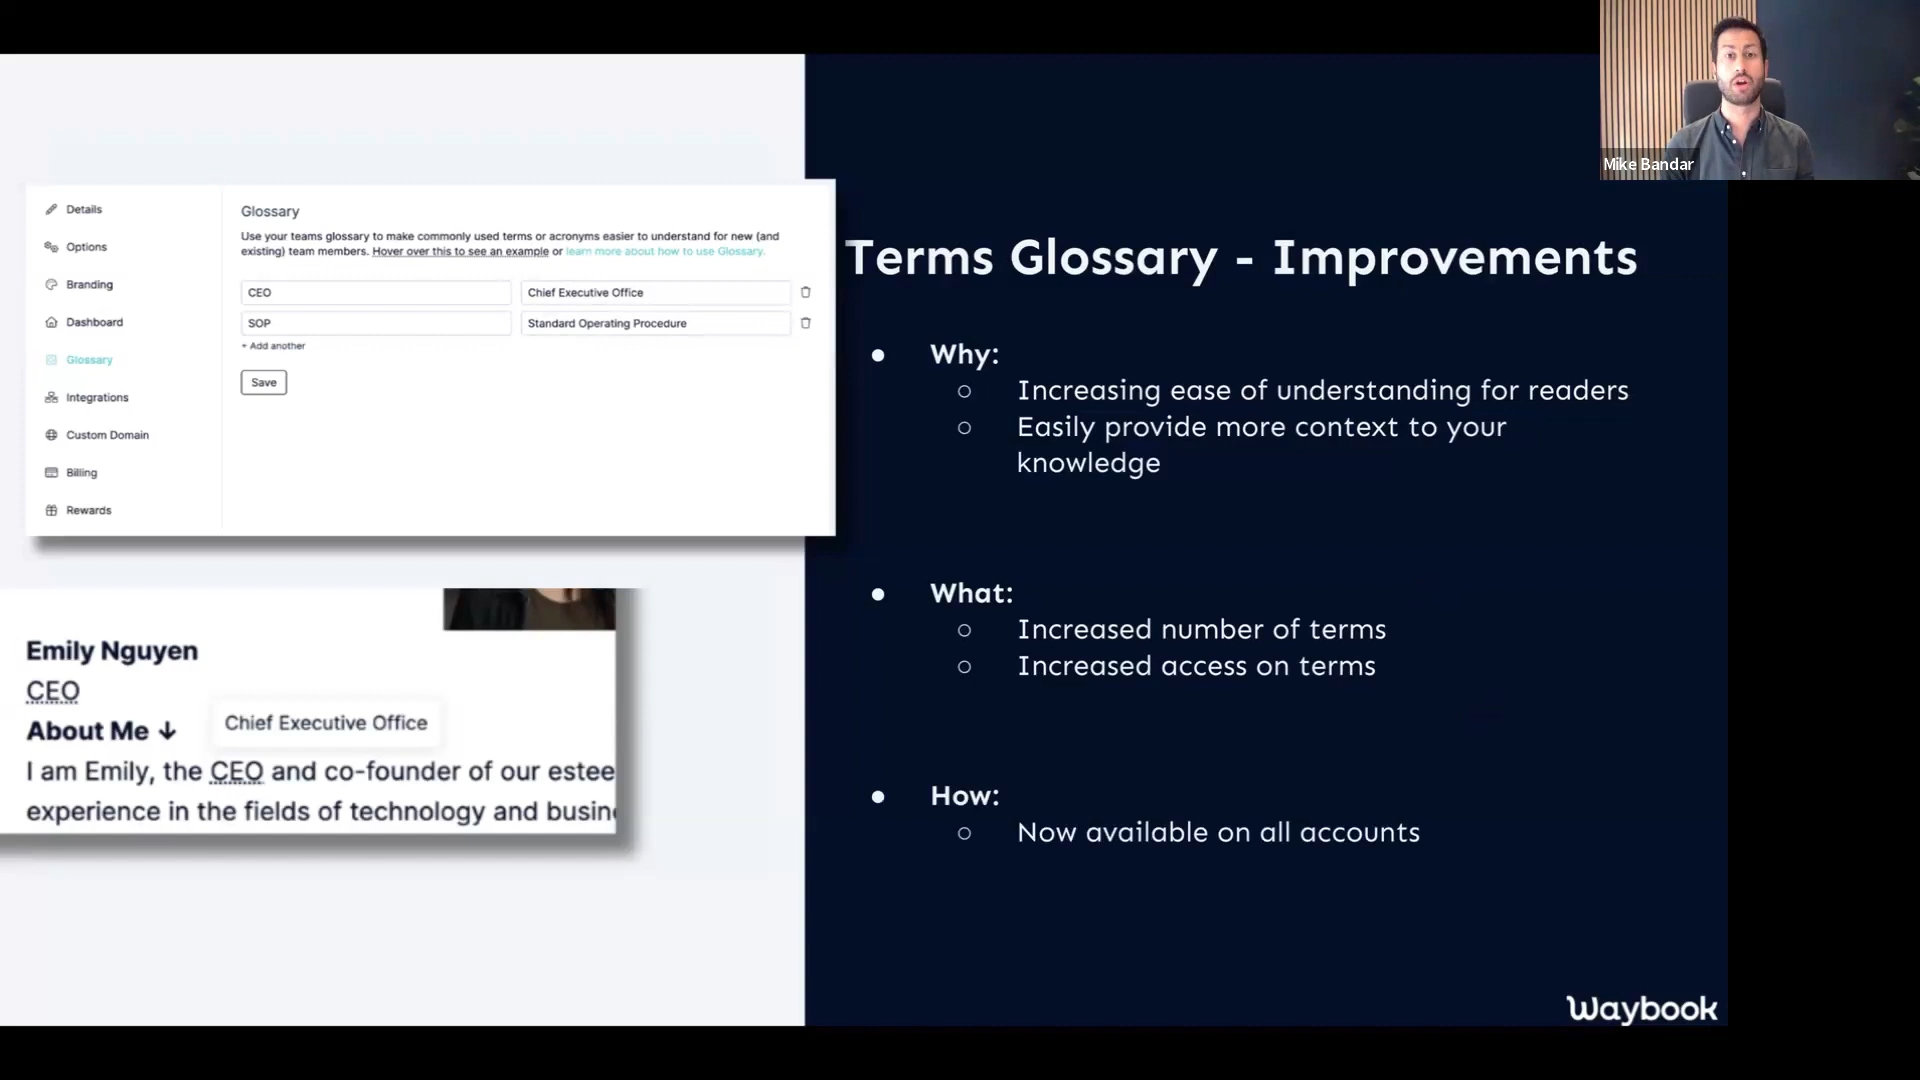 Mike Bandar
Details
Options
Branding
Dashboard
Glossary
Integrations
Custom Domain
Billing
Rewards
Glossary
Use your teams glossary to make commonly used terms or acronyms easier to understand for new (and
existing) team members. Hover over this to see an example or learn more about how to use Glossary.
CEO
Chief Executive Office
SOP
Standard Operating Procedure
+ Add another
Save
Emily Nguyen
CEO
Chief Executive Office
About Me ↓
I am Emily, the CEO and co-founder of our estee
experience in the fields of technology and busin
Terms Glossary - Improvements
● Why:
○ Increasing ease of understanding for readers
○ Easily provide more context to your
knowledge
● What:
○ Increased number of terms
○ Increased access on terms
● How:
○ Now available on all accounts
Waybook